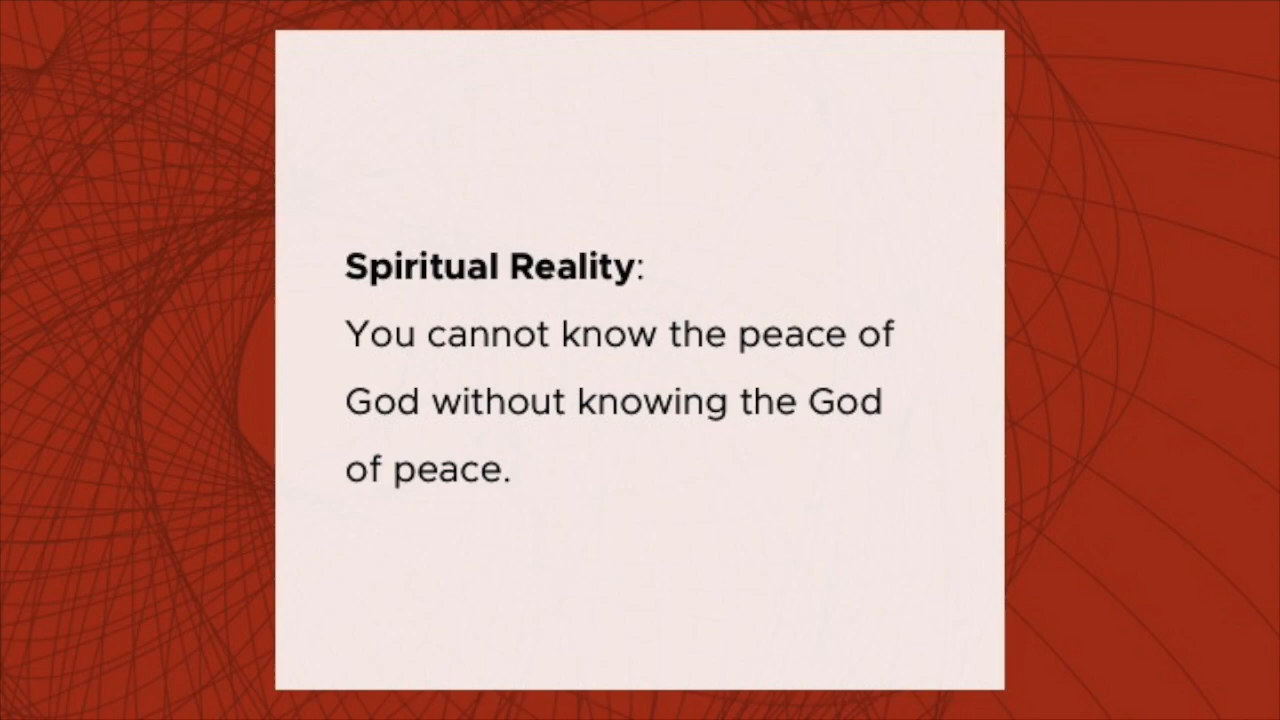 Spiritual Reality:
You cannot know the peace of
God without knowing the God
of peace.